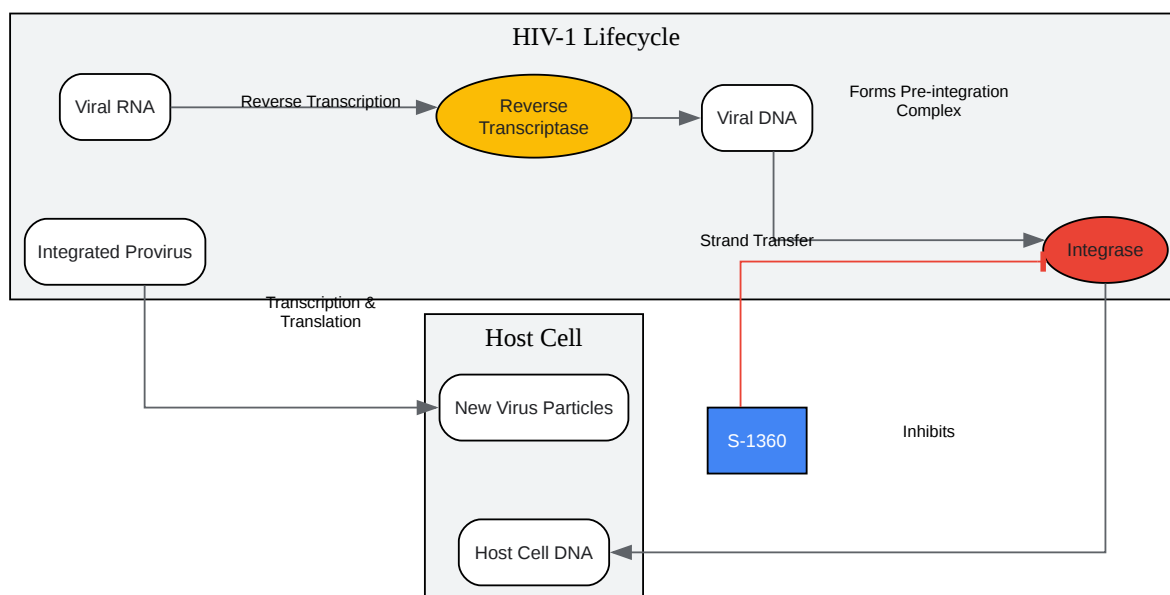 HIV-1 Lifecycle
Viral RNA
Reverse Transcription
Reverse
Transcriptase
Viral DNA
Forms Pre-integration
Complex
Integrated Provirus
Strand Transfer
Integrase
Transcription &
Translation
Host Cell
New Virus Particles
S-1360
Inhibits
Host Cell DNA